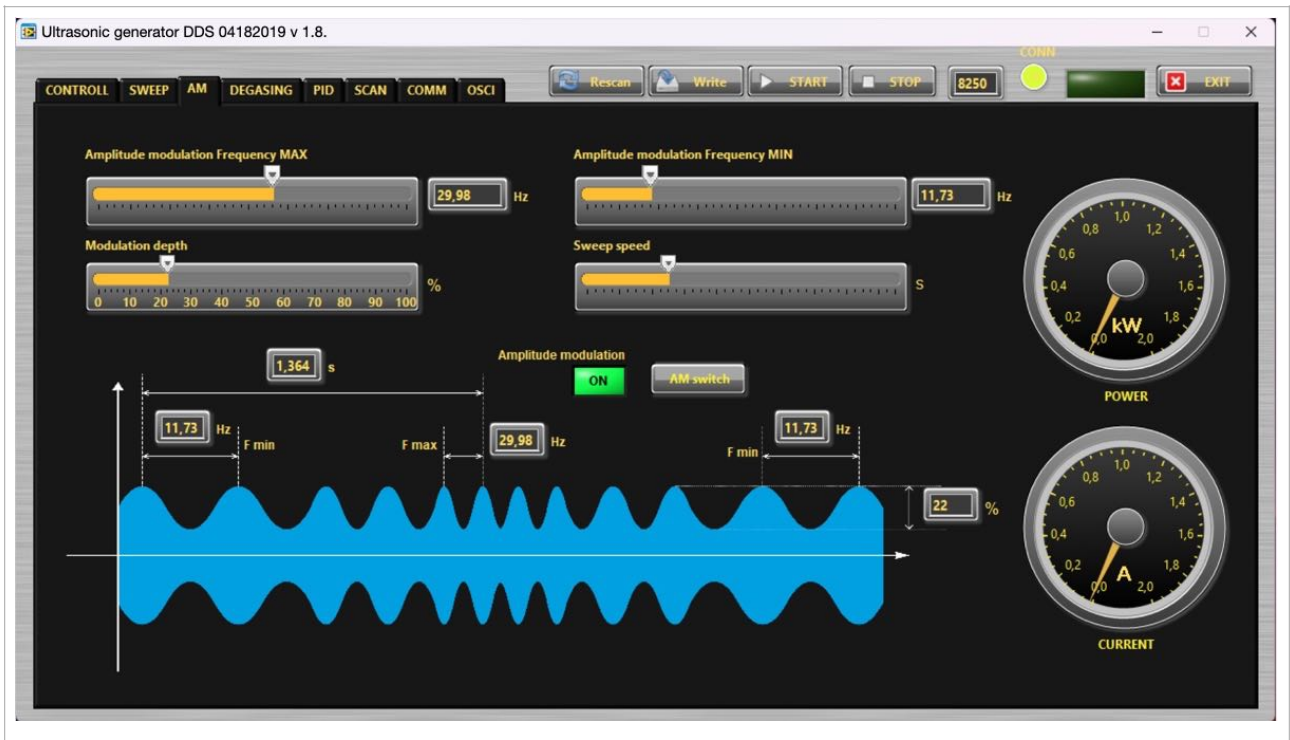 Ultrasonic generator DDS 04182019 v 1.8.
CONN
CONTROLL SWEEP AM DEGASING PID SCAN COMM OSCI
Rescan Write START STOP 8250 EXIT
Amplitude modulation Frequency MAX
29,98 Hz
Amplitude modulation Frequency MIN
11,73 Hz
Modulation depth
0 10 20 30 40 50 60 70 80 90 100
%
Sweep speed
S
0,0 0,2 0,4 0,6 0,8 1,0 1,2 1,4 1,6 1,8 2,0
kW
POWER
1,364 s
Amplitude modulation
ON
AM switch
11,73 Hz
F min
F max
29,98 Hz
F min
11,73 Hz
22 %
0,0 0,2 0,4 0,6 0,8 1,0 1,2 1,4 1,6 1,8 2,0
A
CURRENT